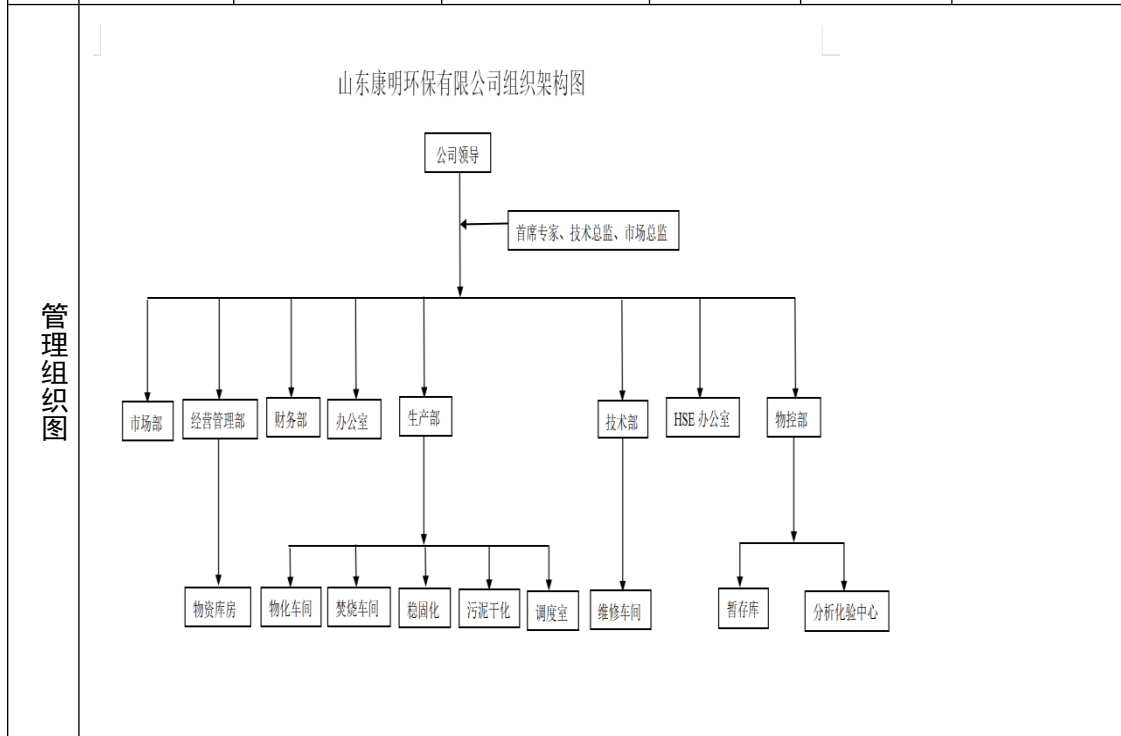 山东康明环保有限公司组织架构图
公司领导
首席专家、技术总监、市场总监
管理组织图
市场部
经营管理部
财务部
办公室
生产部
技术部
HSE 办公室
物控部
物资库房
物化车间
焚烧车间
稳固化
污泥干化
调度室
维修车间
暂存库
分析化验中心